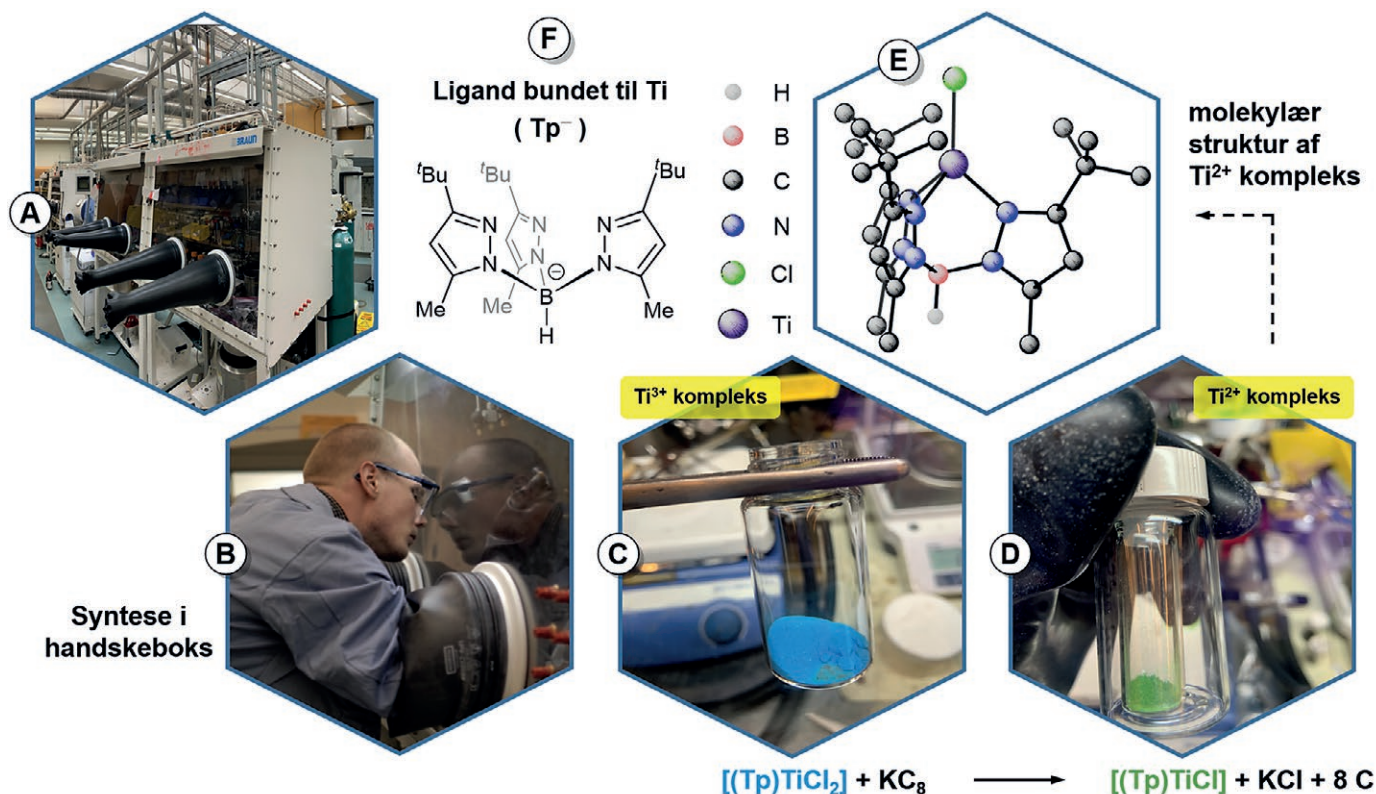 F
Ligand bundet til Ti
( Tp⁻ )
ᵗBu
ᵗBu
ᵗBu
N
N
N
N
N
N
Me
Me
Me
B
⊖
H
H
B
C
N
Cl
Ti
E
molekylær
struktur af
Ti²⁺ kompleks
A
BRAUN
B
Syntese i
handskeboks
Ti³⁺ kompleks
C
Ti²⁺ kompleks
D
[(Tp)TiCl₂] + KC₈ ⟶ [(Tp)TiCl] + KCl + 8 C